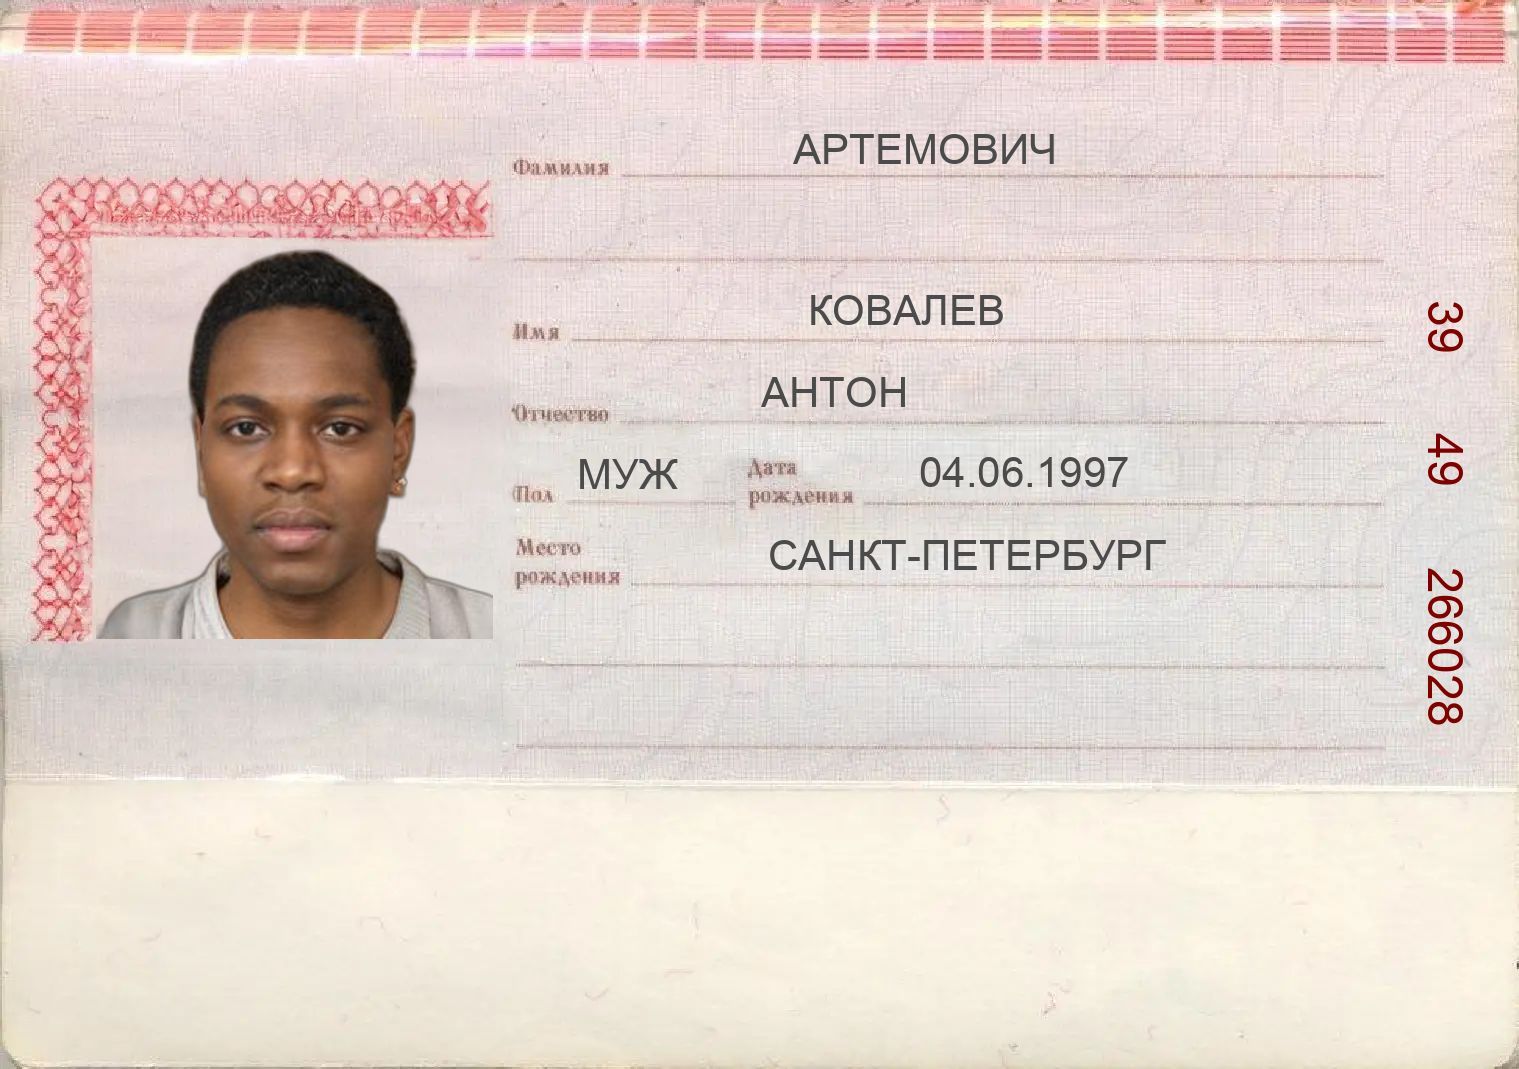 Фамилия АРТЕМОВИЧ
Имя КОВАЛЕВ
Отчество АНТОН
Пол МУЖ Дата рождения 04.06.1997
Место рождения САНКТ-ПЕТЕРБУРГ
39 49 266028